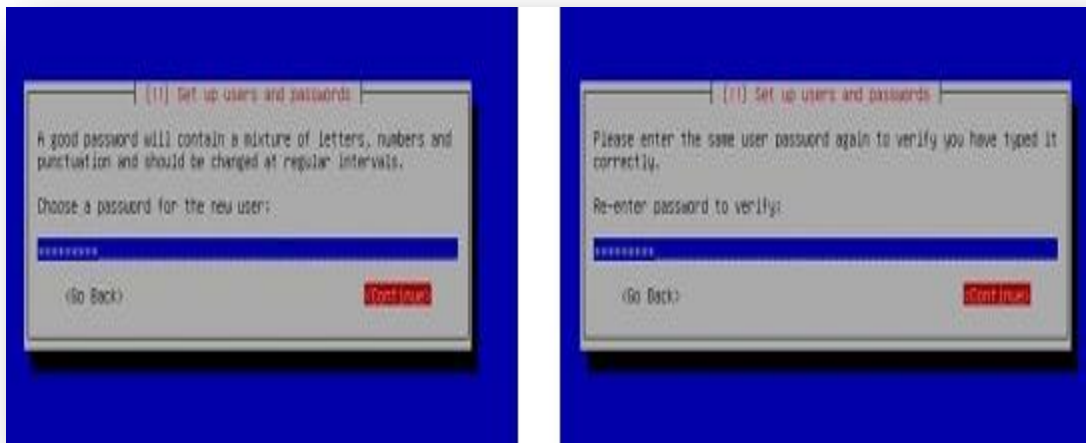 [!!] Set up users and passwords
A good password will contain a mixture of letters, numbers and
punctuation and should be changed at regular intervals.
Choose a password for the new user:
*********
<Go Back> <Continue>
[!!] Set up users and passwords
Please enter the same user password again to verify you have typed it
correctly.
Re-enter password to verify:
*********
<Go Back> <Continue>